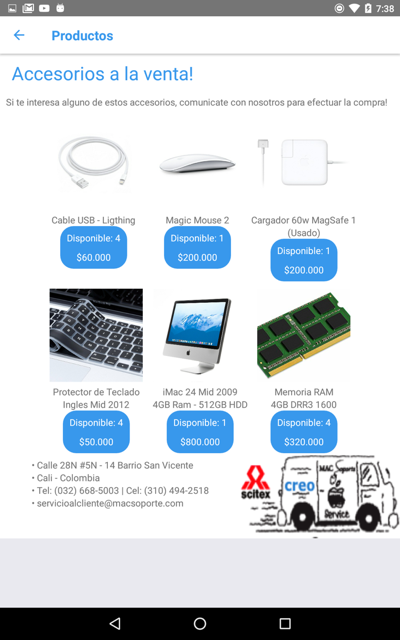 7:38
Productos
Accesorios a la venta!
Si te interesa alguno de estos accesorios, comunicate con nosotros para efectuar la compra!
Cable USB - Ligthing
Disponible: 4
$60.000
Magic Mouse 2
Disponible: 1
$200.000
Cargador 60w MagSafe 1
(Usado)
Disponible: 1
$200.000
Protector de Teclado
Ingles Mid 2012
Disponible: 4
$50.000
iMac 24 Mid 2009
4GB Ram - 512GB HDD
Disponible: 1
$800.000
Memoria RAM
4GB DRR3 1600
Disponible: 4
$320.000
• Calle 28N #5N - 14 Barrio San Vicente
• Cali - Colombia
• Tel: (032) 668-5003 | Cel: (310) 494-2518
• servicioalcliente@macsoporte.com
scitex
creo
MAC Soporte
Service